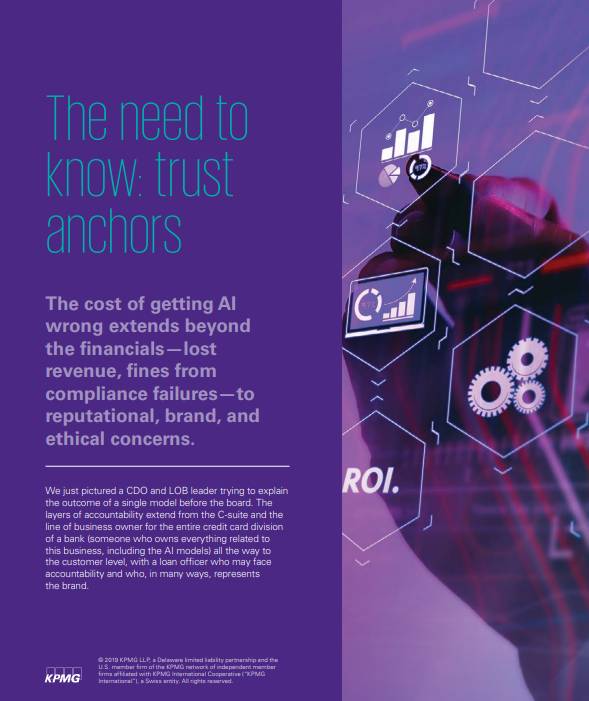 The need to
know: trust
anchors
The cost of getting AI
wrong extends beyond
the financials—lost
revenue, fines from
compliance failures—to
reputational, brand, and
ethical concerns.
We just pictured a CDO and LOB leader trying to explain
the outcome of a single model before the board. The
layers of accountability extend from the C-suite and the
line of business owner for the entire credit card division
of a bank (someone who owns everything related to
this business, including the AI models) all the way to
the customer level, with a loan officer who may face
accountability and who, in many ways, represents
the brand.
KPMG
© 2019 KPMG LLP, a Delaware limited liability partnership and the
U.S. member firm of the KPMG network of independent member
firms affiliated with KPMG International Cooperative ("KPMG
International"), a Swiss entity. All rights reserved.
97%
ROI.